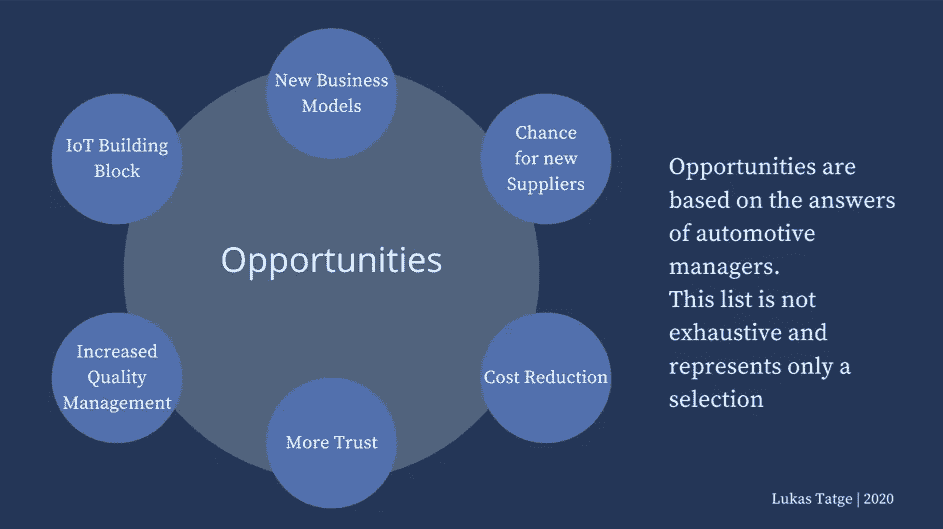 New Business
Models
IoT Building
Block
Chance
for new
Suppliers
Opportunities
Increased
Quality
Management
Cost Reduction
More Trust
Opportunities are
based on the answers
of automotive
managers.
This list is not
exhaustive and
represents only a
selection
Lukas Tatge | 2020